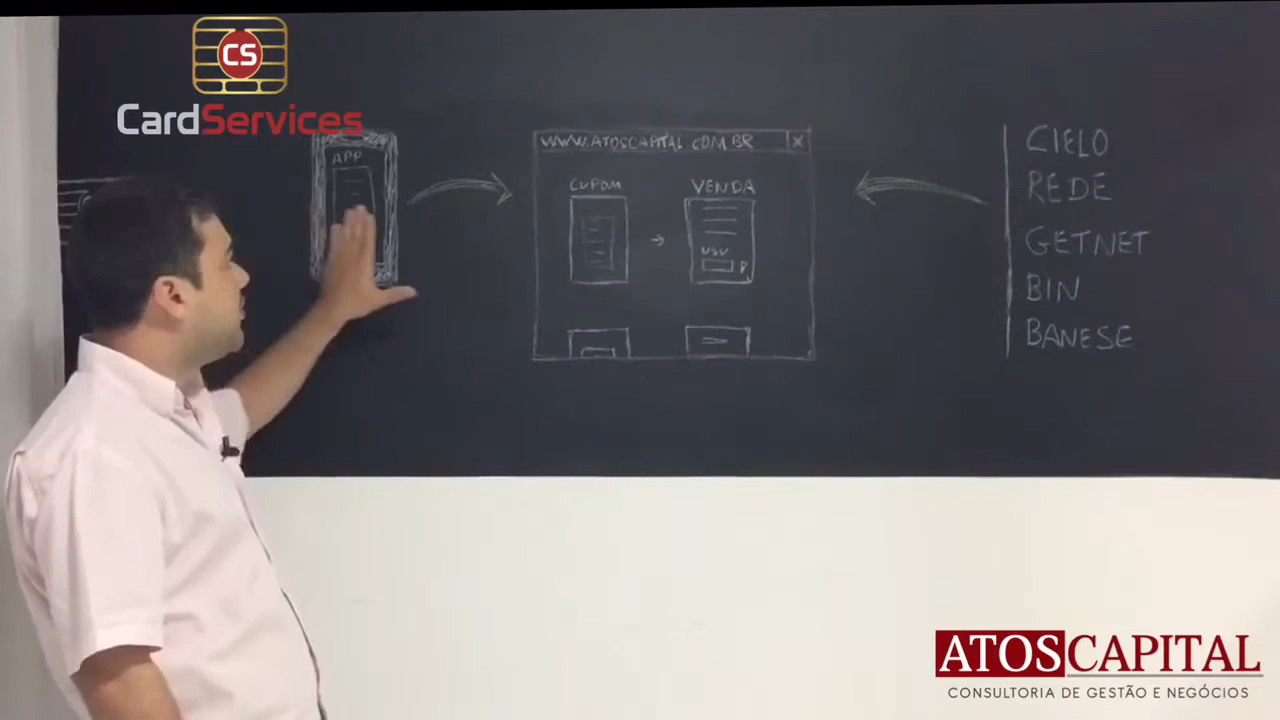 CS
CardServices
APP
WWW.ATOSCAPITAL COM BR X
CUPOM
VENDA
NSU
CIELO
REDE
GETNET
BIN
BANESE
ATOSCAPITAL
CONSULTORIA DE GESTÃO E NEGÓCIOS